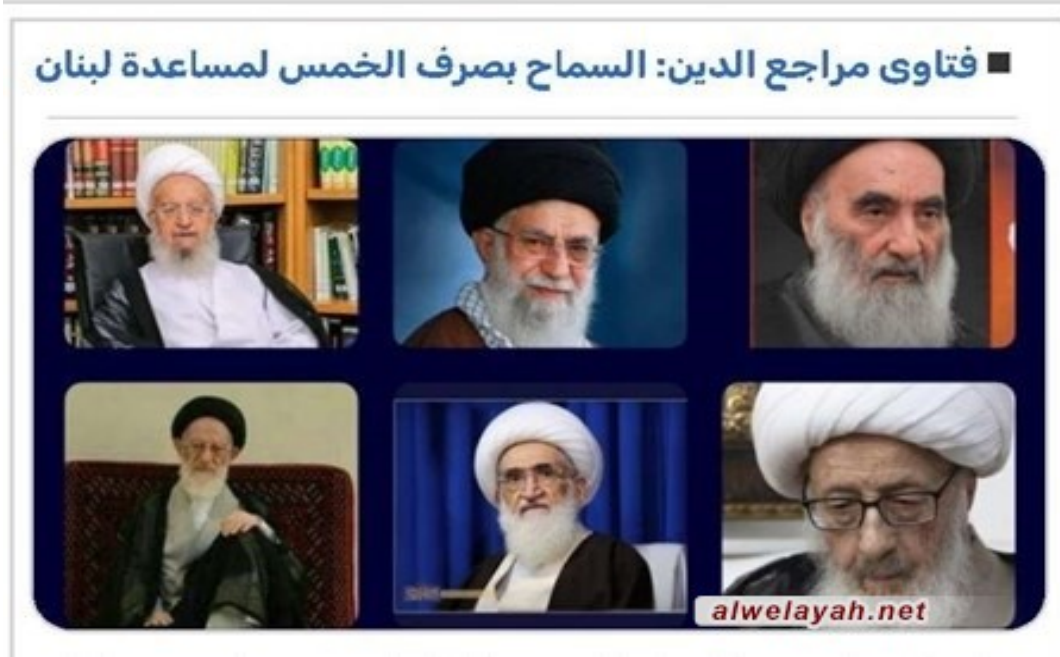 فتاوى مراجع الدين: السماح بصرف الخمس لمساعدة لبنان
alwelayah.net